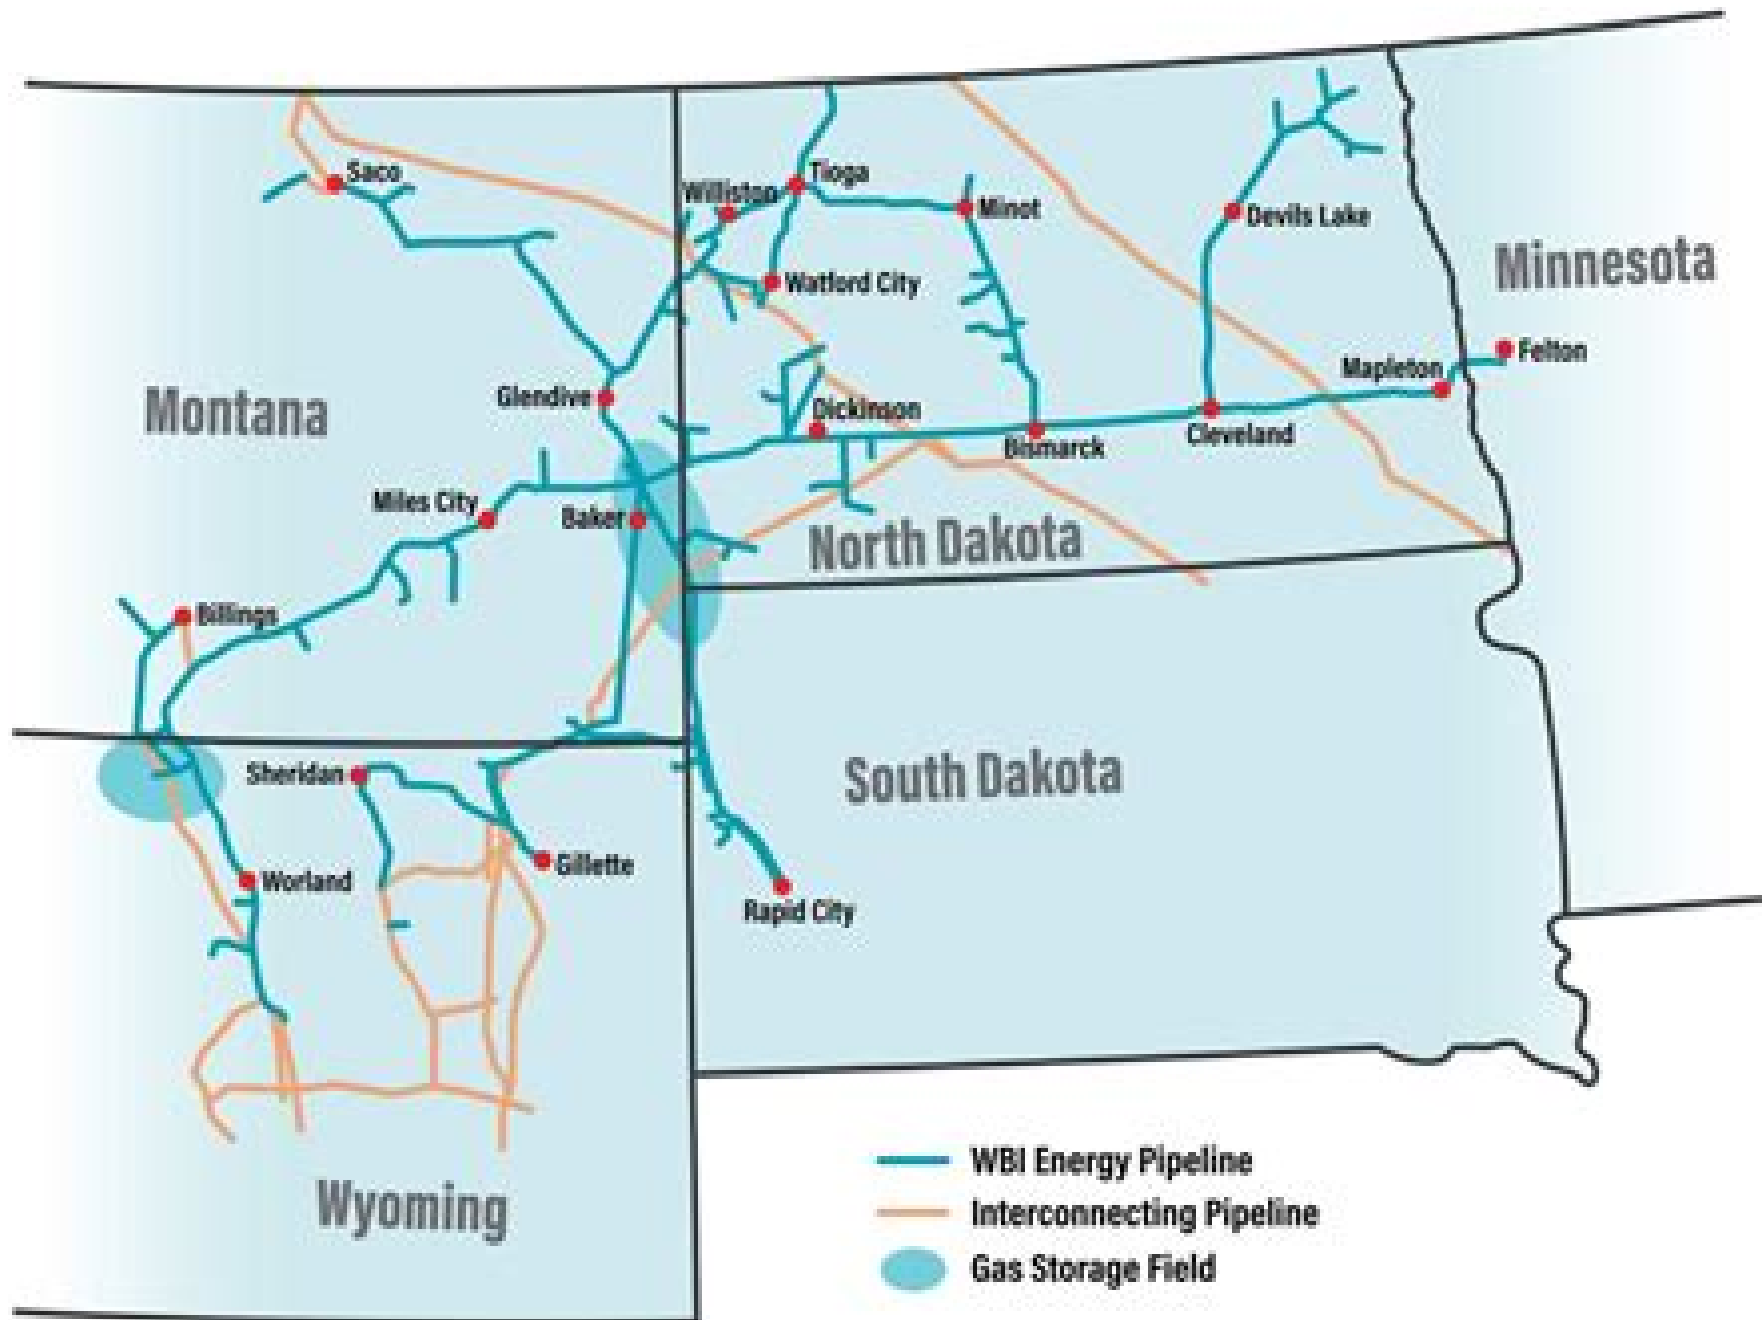 Saco
Tioga
Williston
Minot
Devils Lake
Minnesota
Watford City
Felton
Mapleton
Glendive
Montana
Dickinson
Bismarck
Cleveland
Miles City
Baker
North Dakota
Billings
Sheridan
South Dakota
Gillette
Worland
Rapid City
WBI Energy Pipeline
Interconnecting Pipeline
Wyoming
Gas Storage Field